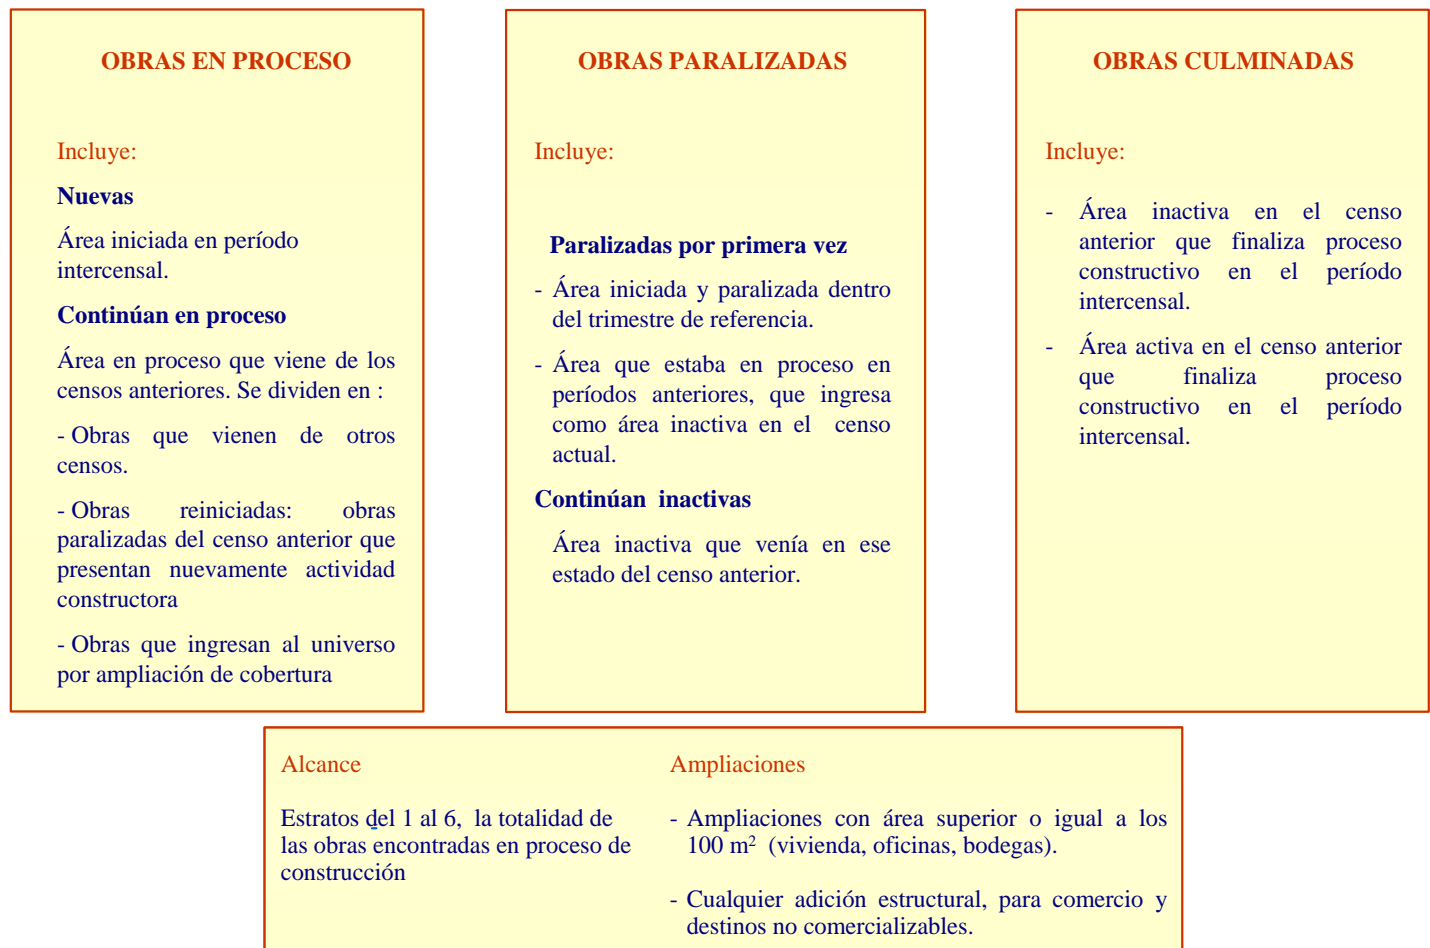 OBRAS EN PROCESO
Incluye:
Nuevas
Área iniciada en período
intercensal.
Continúan en proceso
Área en proceso que viene de los
censos anteriores. Se dividen en :
- Obras que vienen de otros
censos.
- Obras reiniciadas: obras
paralizadas del censo anterior que
presentan nuevamente actividad
constructora
- Obras que ingresan al universo
por ampliación de cobertura
OBRAS PARALIZADAS
Incluye:
Paralizadas por primera vez
- Área iniciada y paralizada dentro
del trimestre de referencia.
- Área que estaba en proceso en
períodos anteriores, que ingresa
como área inactiva en el censo
actual.
Continúan inactivas
Área inactiva que venía en ese
estado del censo anterior.
OBRAS CULMINADAS
Incluye:
- Área inactiva en el censo
anterior que finaliza proceso
constructivo en el período
intercensal.
- Área activa en el censo anterior
que finaliza proceso
constructivo en el período
intercensal.
Alcance
Estratos del 1 al 6, la totalidad de
las obras encontradas en proceso de
construcción
Ampliaciones
- Ampliaciones con área superior o igual a los
100 m² (vivienda, oficinas, bodegas).
- Cualquier adición estructural, para comercio y
destinos no comercializables.